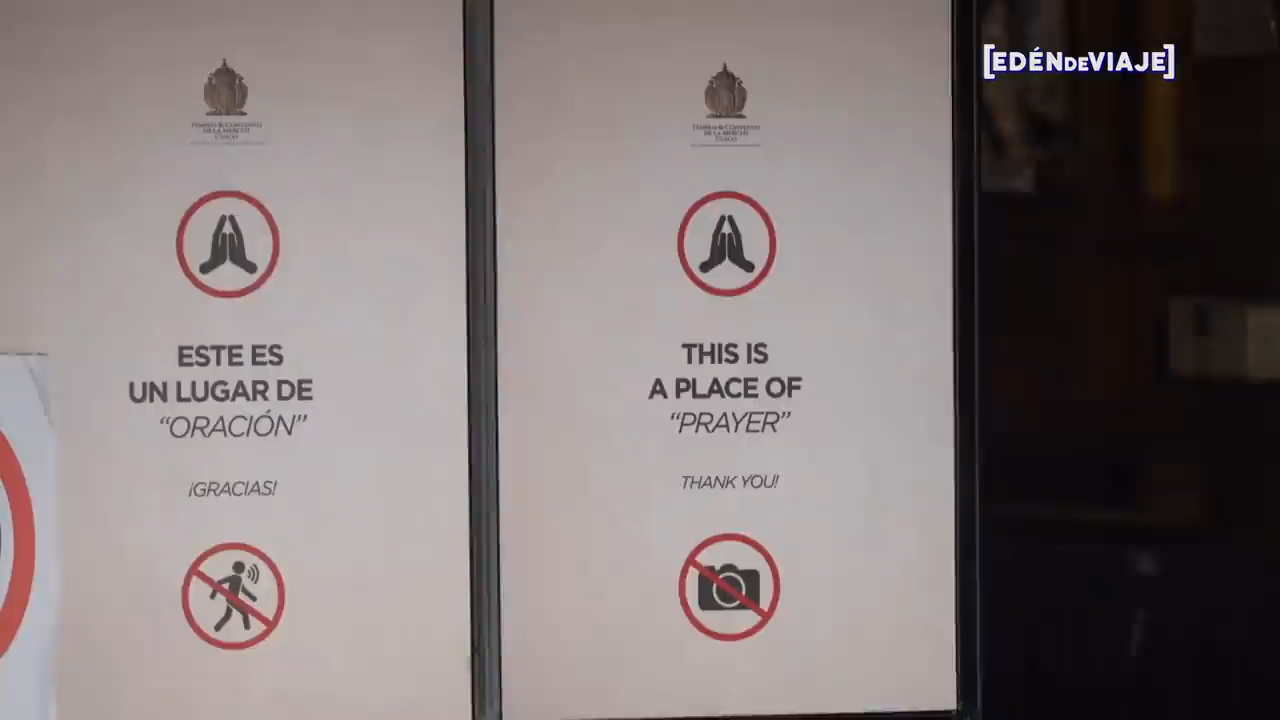 [EDÉNDEVIAJE]
TEMPLO & CONVENTO
DE LA MERCED
CUSCO
ESTE ES
UN LUGAR DE
“ORACIÓN”
¡GRACIAS!
TEMPLO & CONVENTO
DE LA MERCED
CUSCO
THIS IS
A PLACE OF
“PRAYER”
THANK YOU!